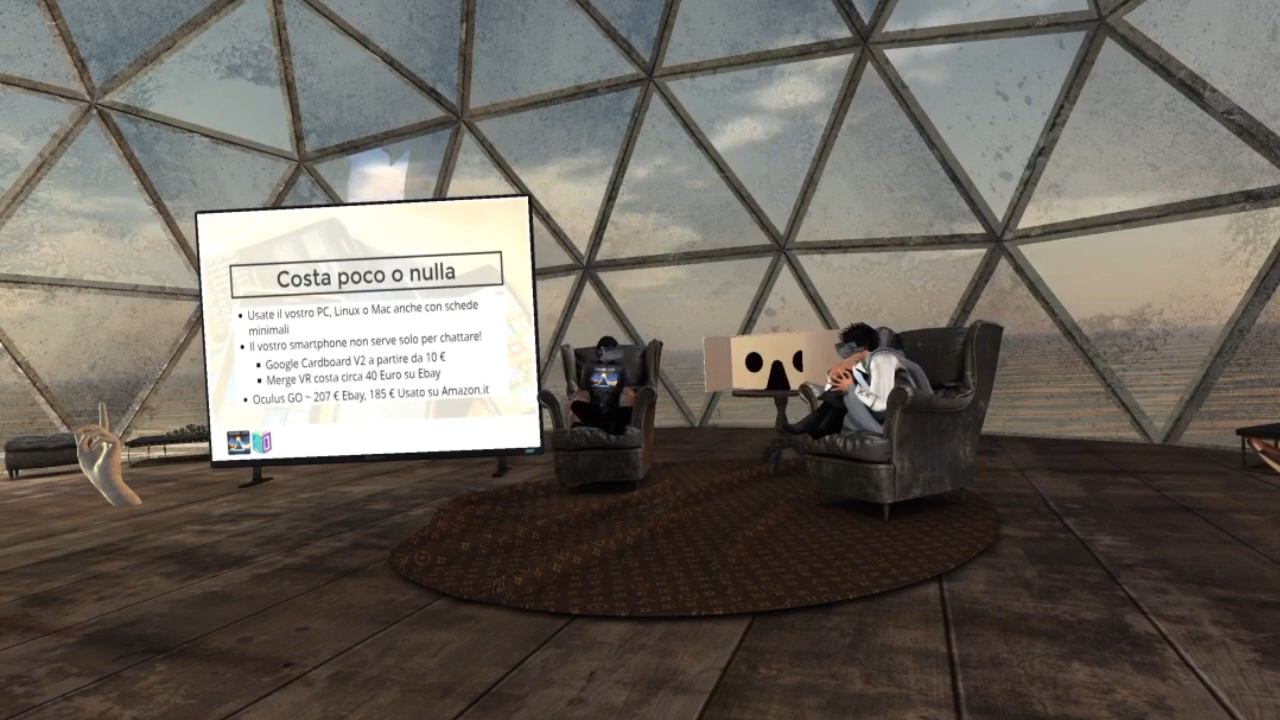 Costa poco o nulla
• Usate il vostro PC, Linux o Mac anche con schede
minimali
• Il vostro smartphone non serve solo per chattare!
▪ Google Cardboard V2 a partire da 10 €
▪ Merge VR costa circa 40 Euro su Ebay
• Oculus GO ~ 207 € Ebay, 185 € Usato su Amazon.it